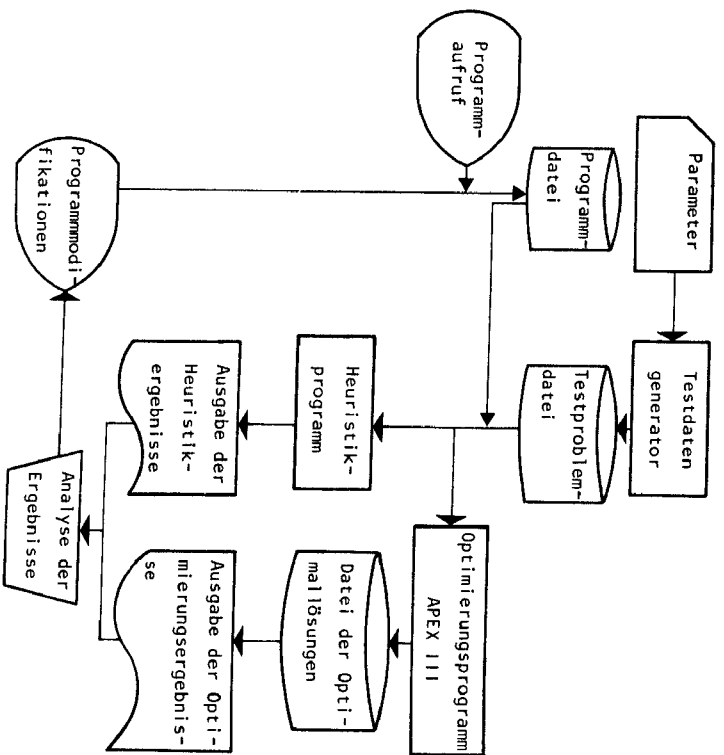 Parameter
Testdaten
generator
Programm-
datei
Testproblem-
datei
Programm-
aufruf
Optimierungsprogramm
APEX III
Heuristik-
programm
Datei der Opti-
mallösungen
Ausgabe der
Heuristik-
ergebnisse
Ausgabe der Opti-
mierungsergebnis-
se
Programmodi-
fikationen
Analyse der
Ergebnisse